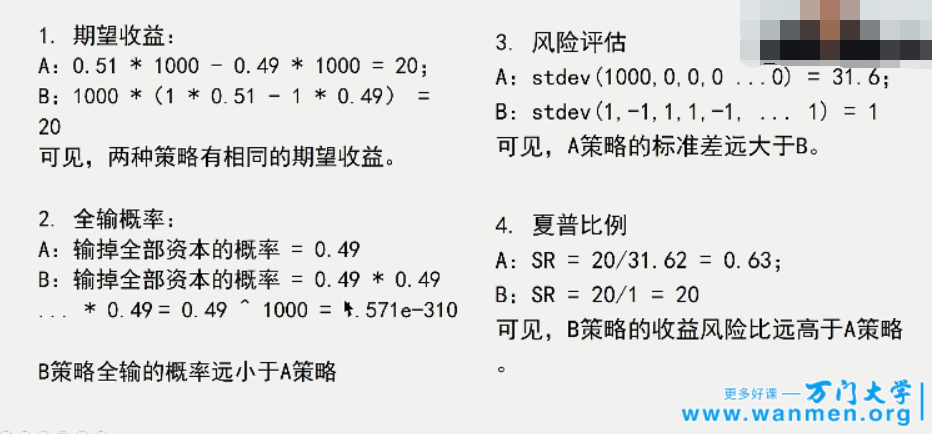 1. 期望收益:
A: 0.51 * 1000 - 0.49 * 1000 = 20;
B: 1000 * (1 * 0.51 - 1 * 0.49) =
20
可见, 两种策略有相同的期望收益。
2. 全输概率:
A: 输掉全部资本的概率 = 0.49
B: 输掉全部资本的概率 = 0.49 * 0.49
... * 0.49 = 0.49 ^ 1000 = .571e-310
B策略全输的概率远小于A策略
3. 风险评估
A: stdev(1000,0,0,0 ...0) = 31.6;
B: stdev(1,-1,1,1,-1, ... 1) = 1
可见, A策略的标准差远大于B。
4. 夏普比例
A: SR = 20/31.62 = 0.63;
B: SR = 20/1 = 20
可见, B策略的收益风险比远高于A策略
。
更多好课 — 万门大学
www.wanmen.org